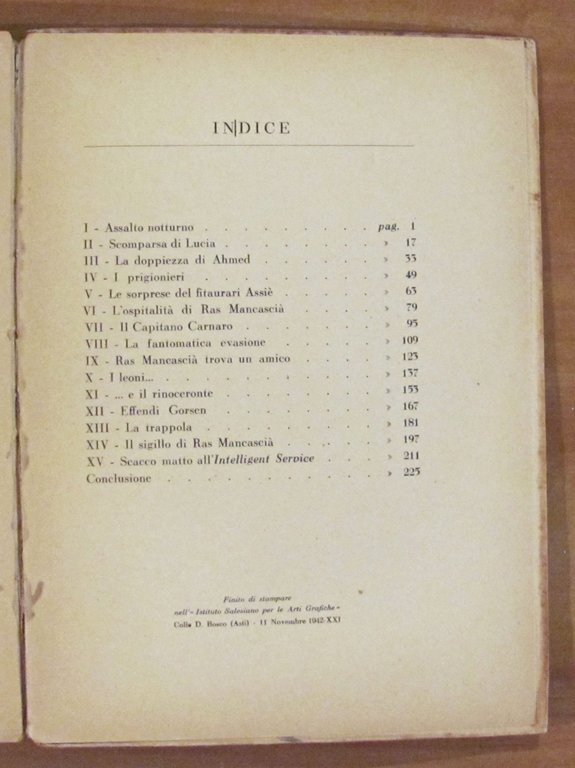 INDICE
I - Assalto notturno . . . . . . . . . pag. 1
II - Scomparsa di Lucia . . . . . . . . » 17
III - La doppiezza di Ahmed . . . . . . » 33
IV - I prigionieri . . . . . . . . . » 49
V - Le sorprese del fitaurari Assiè . . . . . » 63
VI - L'ospitalità di Ras Mancascià . . . . . » 79
VII - Il Capitano Carnaro . . . . . . . » 95
VIII - La fantomatica evasione . . . . . . » 109
IX - Ras Mancascià trova un amico . . . . » 123
X - I leoni... . . . . . . . . . . » 137
XI - ... e il rinoceronte . . . . . . . » 153
XII - Effendi Gorsen . . . . . . . . » 167
XIII - La trappola . . . . . . . . . » 181
XIV - Il sigillo di Ras Mancascià . . . . . » 197
XV - Scacco matto all'Intelligent Service . . . » 211
Conclusione . . . . . . . . . . » 225
Finito di stampare
nell'« Istituto Salesiano per le Arti Grafiche »
Colle D. Bosco (Asti) - 11 Novembre 1942-XXI